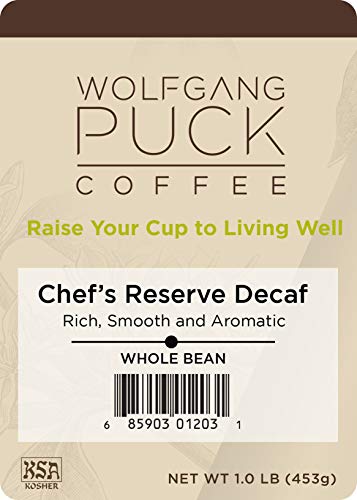 WOLFGANG
PUCK
COFFEE
Raise Your Cup to Living Well
Chef's Reserve Decaf
Rich, Smooth and Aromatic
WHOLE BEAN
6 85903 01203 1
KSA
KOSHER
NET WT 1.0 LB (453g)